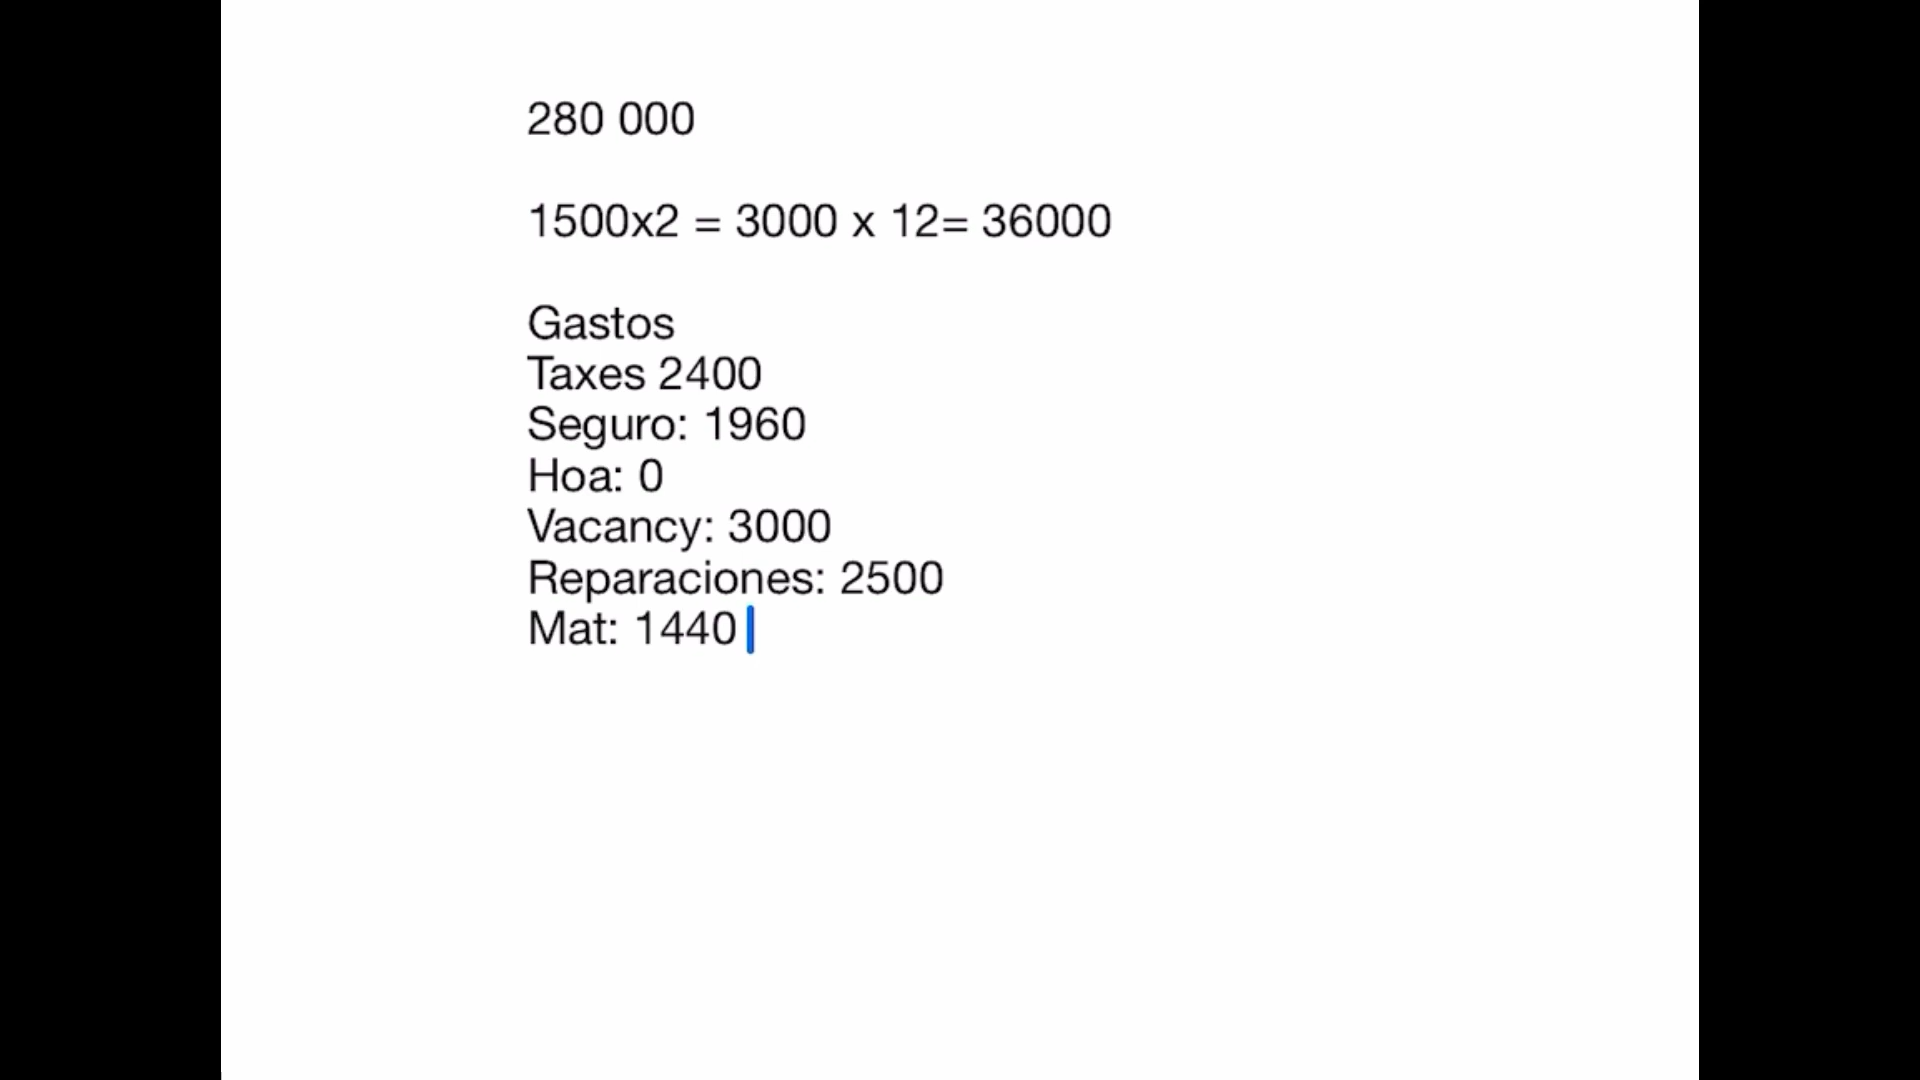 280 000
1500x2 = 3000 x 12= 36000
Gastos
Taxes 2400
Seguro: 1960
Hoa: 0
Vacancy: 3000
Reparaciones: 2500
Mat: 1440